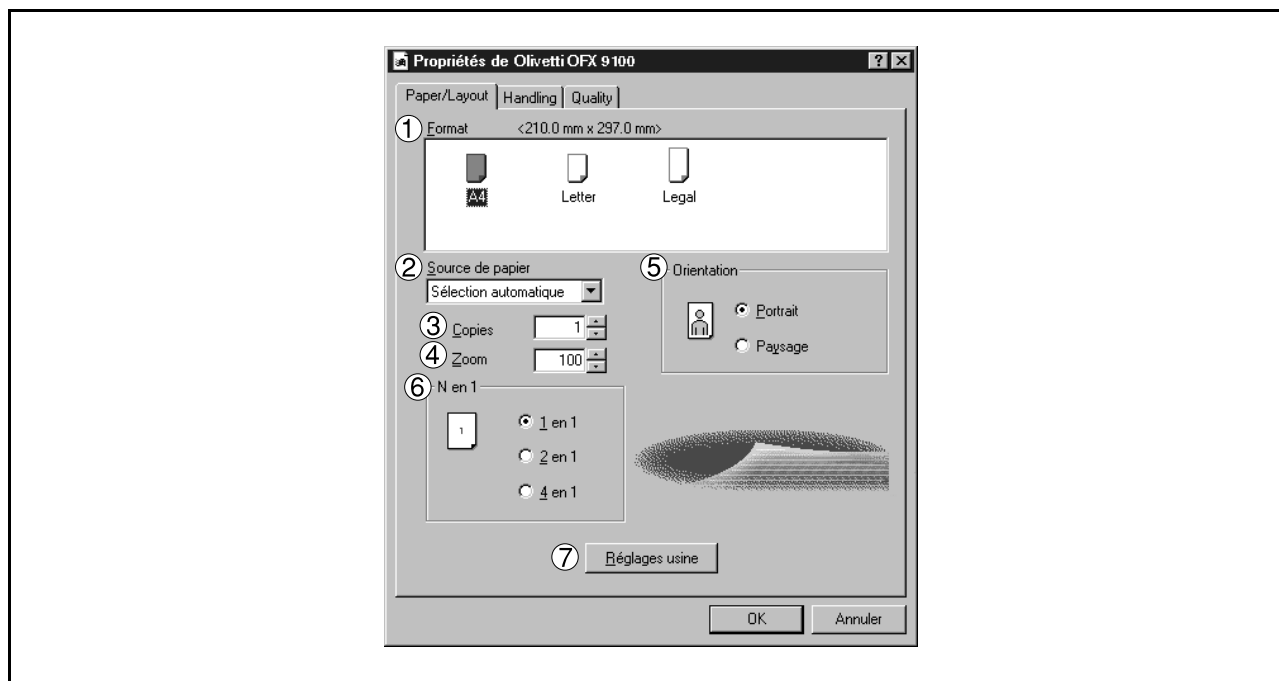 Propriétés de Olivetti OFX 9100
Paper/Layout Handling Quality
① Format <210.0 mm x 297.0 mm>
A4 Letter Legal
② Source de papier
Sélection automatique
③ Copies 1
④ Zoom 100
⑤ Orientation
Portrait
Paysage
⑥ N en 1
1
1 en 1
2 en 1
4 en 1
⑦ Réglages usine
OK Annuler